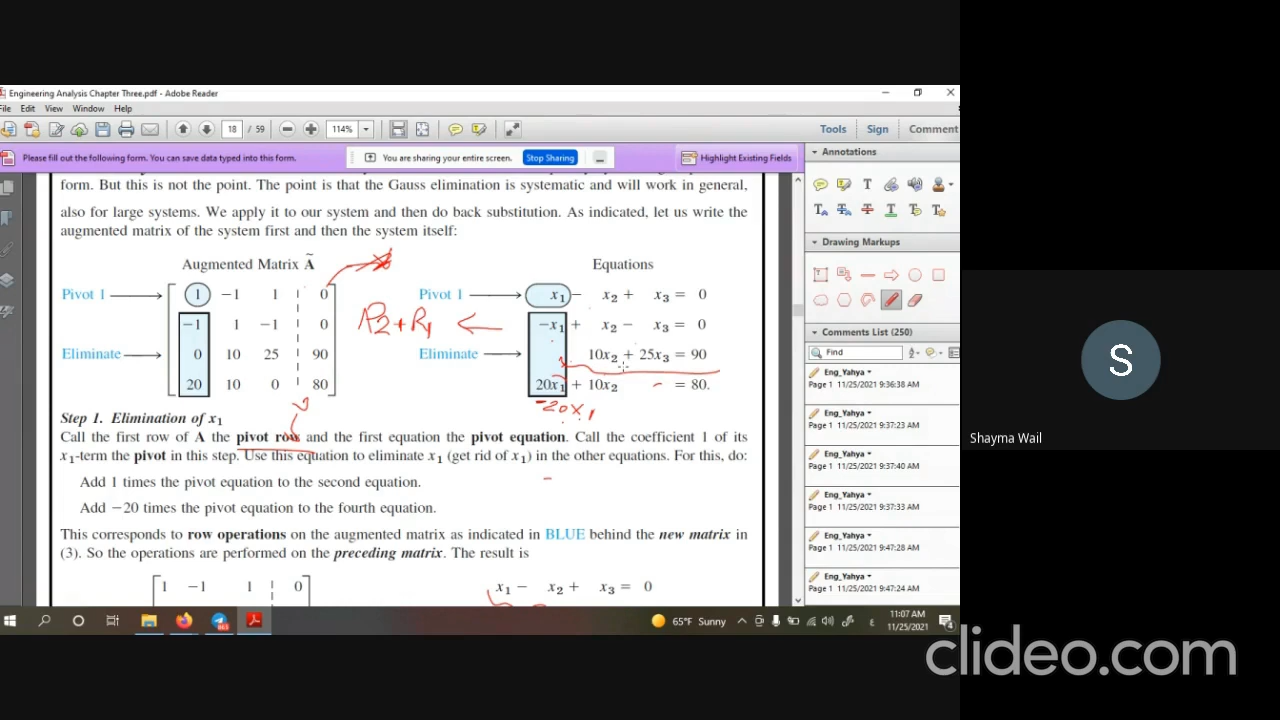 Engineering Analysis Chapter Three.pdf - Adobe Reader
File Edit View Window Help
18 / 59 114% Tools Sign Comment
Please fill out the following form. You can save data typed into this form.
You are sharing your entire screen. Stop Sharing
Highlight Existing Fields
form. But this is not the point. The point is that the Gauss elimination is systematic and will work in general,
also for large systems. We apply it to our system and then do back substitution. As indicated, let us write the
augmented matrix of the system first and then the system itself:
Augmented Matrix Ã
Pivot 1 1 −1 1 0
−1 1 −1 0
Eliminate 0 10 25 90
20 10 0 80
R2+R1
Equations
Pivot 1 x1 − x2 + x3 = 0
−x1 + x2 − x3 = 0
Eliminate 10x2 + 25x3 = 90
20x1 + 10x2 = 80.
-20x1
Step 1. Elimination of x1
Call the first row of A the pivot row and the first equation the pivot equation. Call the coefficient 1 of its
x1-term the pivot in this step. Use this equation to eliminate x1 (get rid of x1) in the other equations. For this, do:
Add 1 times the pivot equation to the second equation.
Add −20 times the pivot equation to the fourth equation.
This corresponds to row operations on the augmented matrix as indicated in BLUE behind the new matrix in
(3). So the operations are performed on the preceding matrix. The result is
1 −1 1 0
x1 − x2 + x3 = 0
Annotations
Drawing Markups
Comments List (250)
Find
Eng_Yahya
Page 1 11/25/2021 9:36:38 AM
Eng_Yahya
Page 1 11/25/2021 9:37:23 AM
Eng_Yahya
Page 1 11/25/2021 9:37:40 AM
Eng_Yahya
Page 1 11/25/2021 9:37:33 AM
Eng_Yahya
Page 1 11/25/2021 9:47:28 AM
Eng_Yahya
Page 1 11/25/2021 9:47:24 AM
65°F Sunny
11:07 AM
11/25/2021
S
Shayma Wail
clideo.com